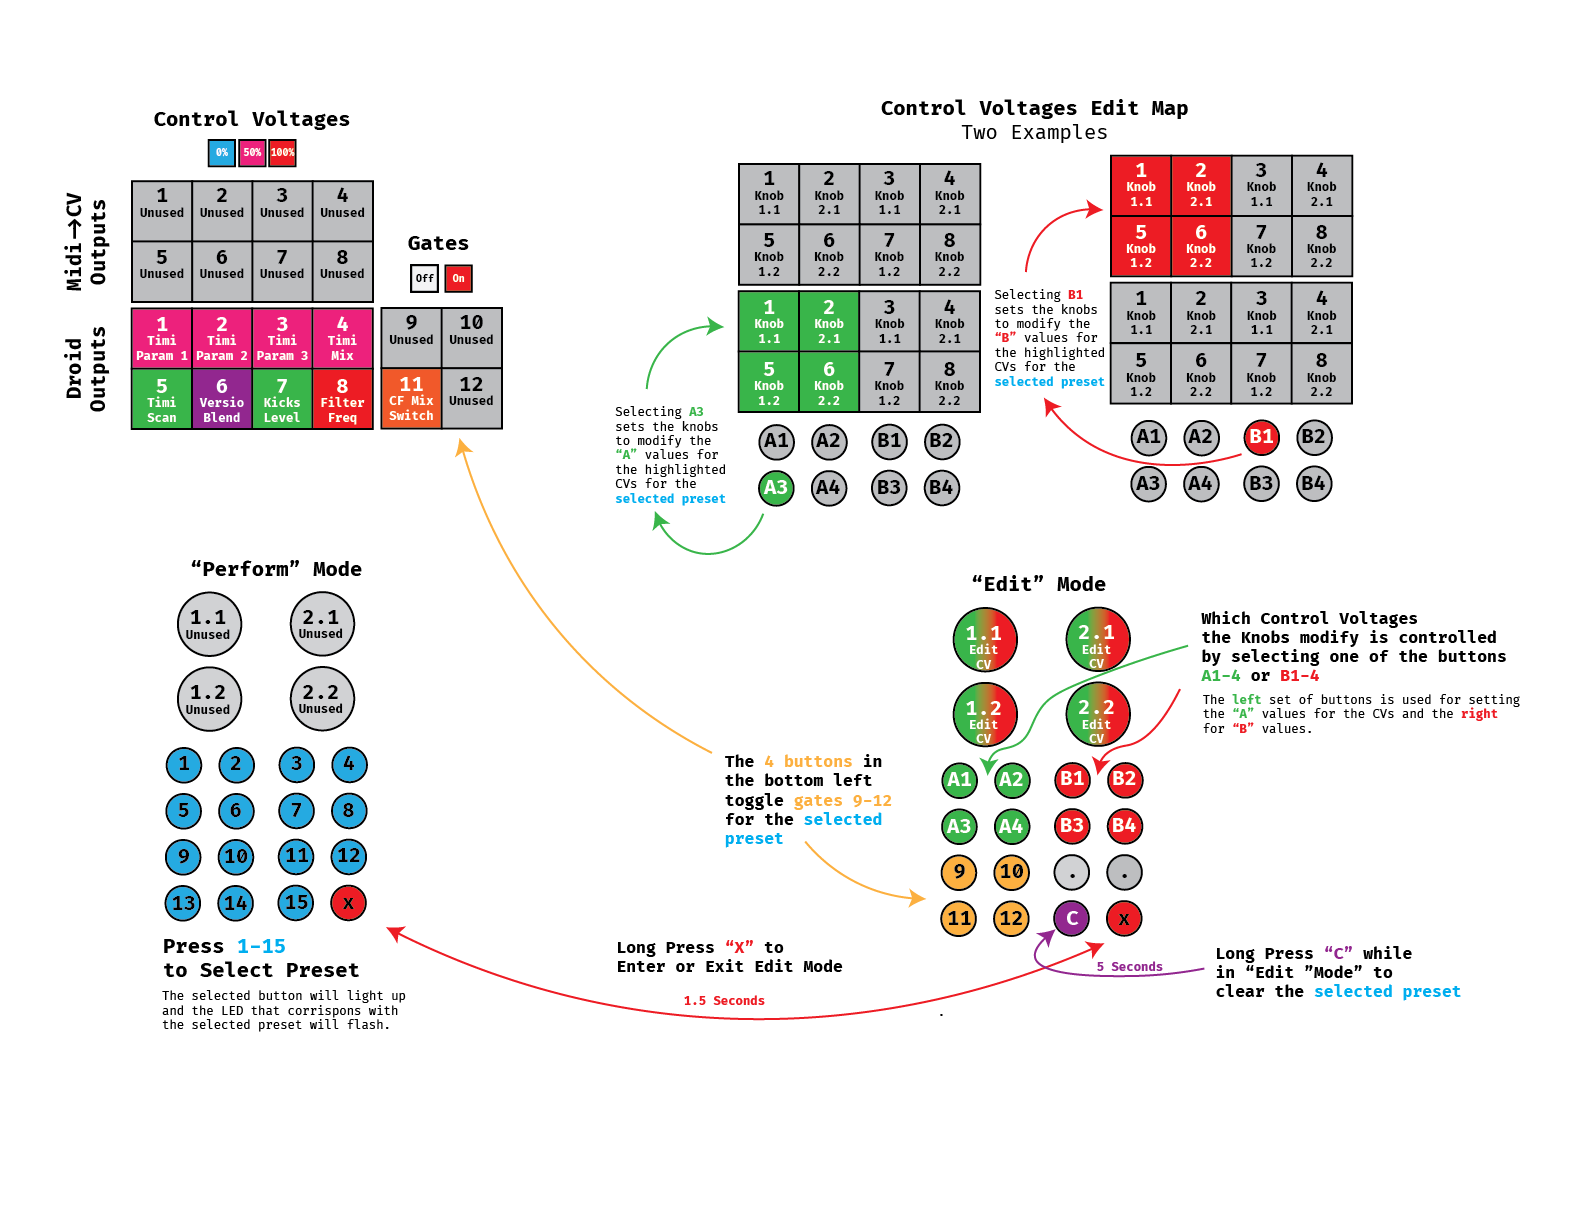 Control Voltages
0% 50% 100%
Midi→CV
Outputs
1 2 3 4
Unused Unused Unused Unused
5 6 7 8
Unused Unused Unused Unused
Gates
Off On
Droid
Outputs
1 2 3 4
Timi Timi Timi Timi
Param 1 Param 2 Param 3 Mix
5 6 7 8
Timi Versio Kicks Filter
Scan Blend Level Freq
9 10
Unused Unused
11 12
CF Mix Unused
Switch
Control Voltages Edit Map
Two Examples
1 2 3 4
Knob Knob Knob Knob
1.1 2.1 1.1 2.1
5 6 7 8
Knob Knob Knob Knob
1.2 2.2 1.2 2.2
1 2 3 4
Knob Knob Knob Knob
1.1 2.1 1.1 2.1
5 6 7 8
Knob Knob Knob Knob
1.2 2.2 1.2 2.2
A1 A2 B1 B2
A3 A4 B3 B4
Selecting A3
sets the knobs
to modify the
“A” values for
the highlighted
CVs for the
selected preset
1 2 3 4
Knob Knob Knob Knob
1.1 2.1 1.1 2.1
5 6 7 8
Knob Knob Knob Knob
1.2 2.2 1.2 2.2
1 2 3 4
Knob Knob Knob Knob
1.1 2.1 1.1 2.1
5 6 7 8
Knob Knob Knob Knob
1.2 2.2 1.2 2.2
A1 A2 B1 B2
A3 A4 B3 B4
Selecting B1
sets the knobs
to modify the
“B” values for
the highlighted
CVs for the
selected preset
“Perform” Mode
1.1 2.1
Unused Unused
1.2 2.2
Unused Unused
1 2 3 4
5 6 7 8
9 10 11 12
13 14 15 x
Press 1-15
to Select Preset
The selected button will light up
and the LED that corrispons with
the selected preset will flash.
The 4 buttons in
the bottom left
toggle gates 9-12
for the selected
preset
Long Press “X” to
Enter or Exit Edit Mode
1.5 Seconds
“Edit” Mode
1.1 2.1
Edit Edit
CV CV
1.2 2.2
Edit Edit
CV CV
A1 A2 B1 B2
A3 A4 B3 B4
9 10 . .
11 12 C x
Which Control Voltages
the Knobs modify is controlled
by selecting one of the buttons
A1-4 or B1-4
The left set of buttons is used for setting
the “A” values for the CVs and the right
for “B” values.
5 Seconds
Long Press “C” while
in “Edit ”Mode” to
clear the selected preset
.